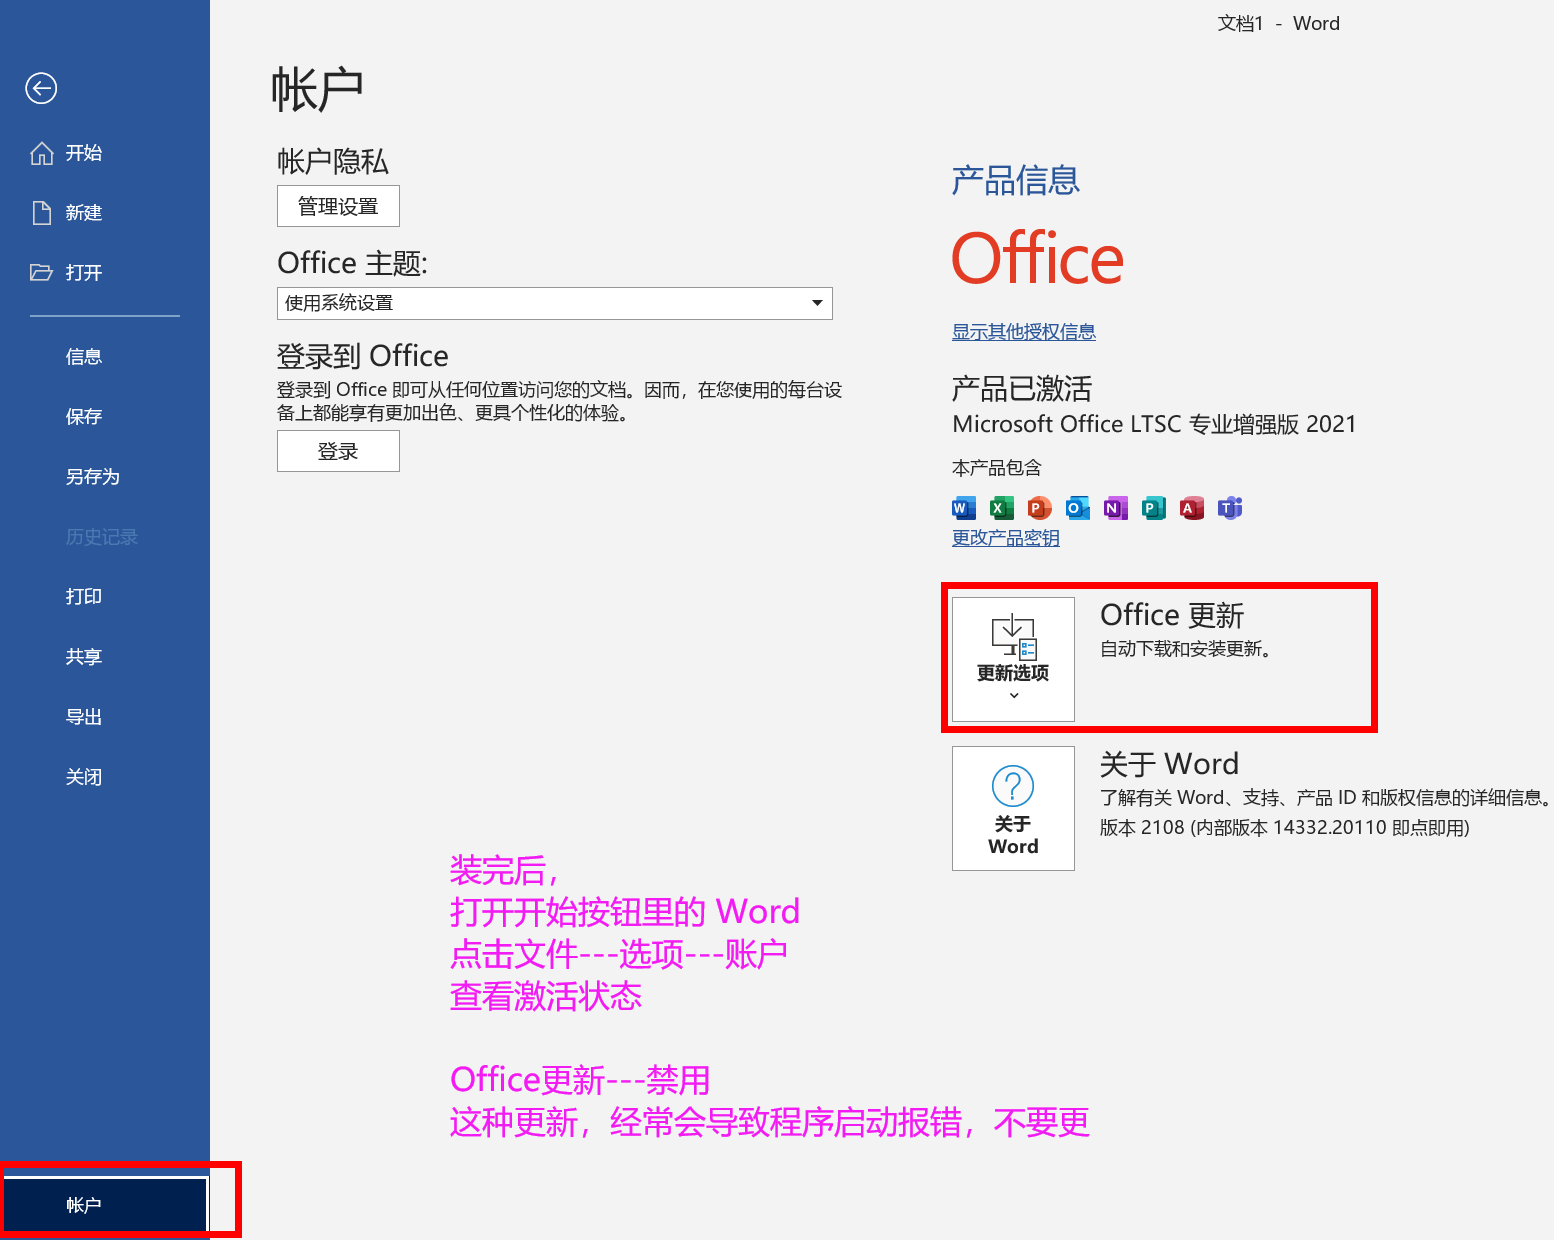 文档1 - Word
帐户
开始
新建
打开
信息
保存
另存为
历史记录
打印
共享
导出
关闭
帐户
帐户隐私
管理设置
Office 主题:
使用系统设置
登录到 Office
登录到 Office 即可从任何位置访问您的文档。因而，在您使用的每台设
备上都能享有更加出色、更具个性化的体验。
登录
产品信息
Office
显示其他授权信息
产品已激活
Microsoft Office LTSC 专业增强版 2021
本产品包含
W X P O N P A T
更改产品密钥
更新选项
Office 更新
自动下载和安装更新。
关于
Word
关于 Word
了解有关 Word、支持、产品 ID 和版权信息的详细信息。
版本 2108 (内部版本 14332.20110 即点即用)
装完后，
打开开始按钮里的 Word
点击文件---选项---账户
查看激活状态
Office更新---禁用
这种更新，经常会导致程序启动报错，不要更